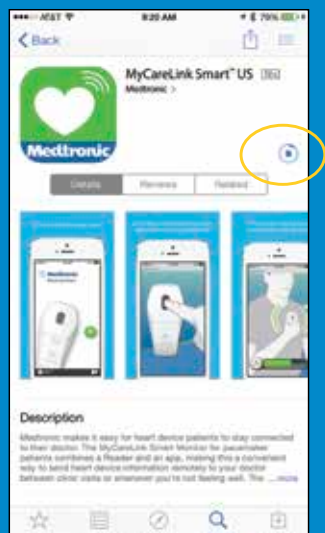 AT&T 8:20 AM 79%
Back
MyCareLink Smart™ US
Medtronic >
Medtronic
Details Reviews Related
Medtronic
Description
Medtronic makes it easy for heart device patients to stay connected
to their doctor. The MyCareLink Smart Monitor for pacemaker
patients combines a Reader and an app, making this a convenient
way to send heart device information remotely to your doctor
between clinic visits or whenever you're not feeling well. The ...more